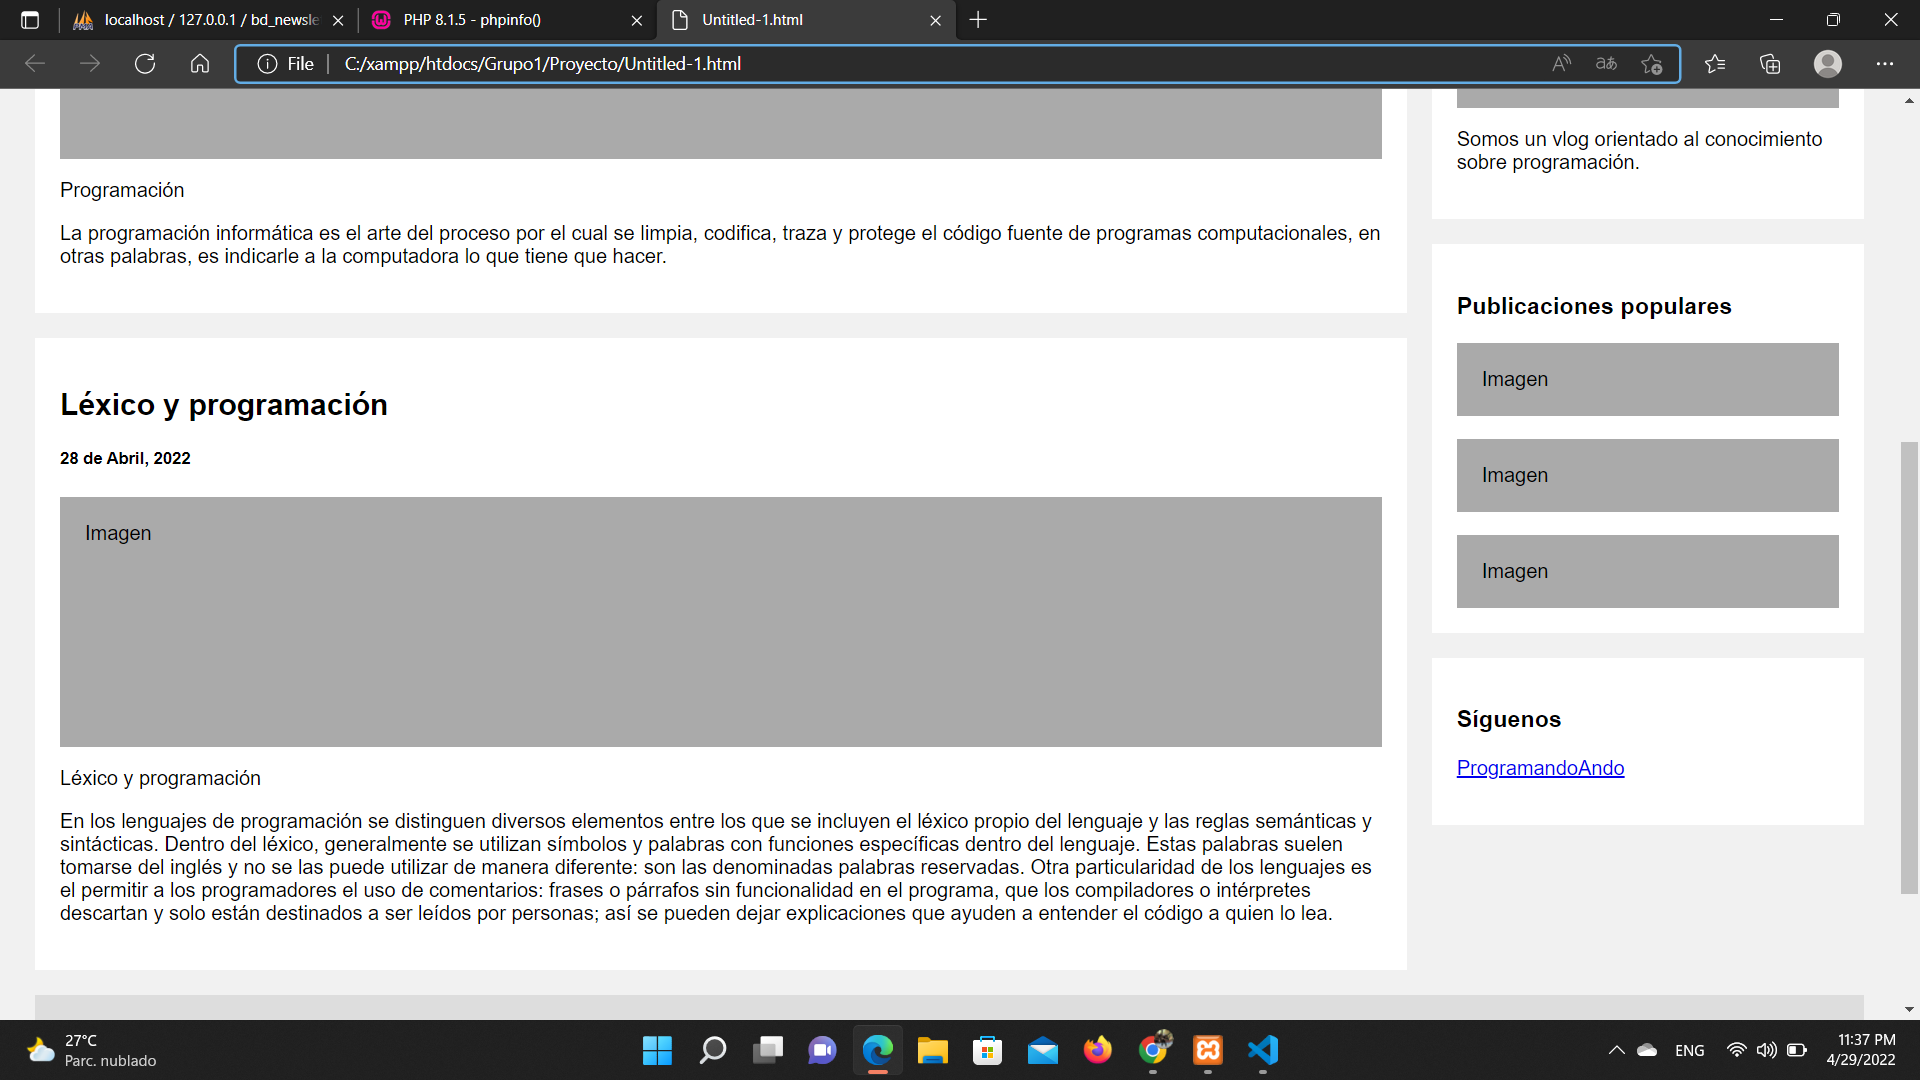 localhost / 127.0.0.1 / bd_newsle
PHP 8.1.5 - phpinfo()
Untitled-1.html
File
C:/xampp/htdocs/Grupo1/Proyecto/Untitled-1.html
Programación
La programación informática es el arte del proceso por el cual se limpia, codifica, traza y protege el código fuente de programas computacionales, en
otras palabras, es indicarle a la computadora lo que tiene que hacer.
Léxico y programación
28 de Abril, 2022
Imagen
Léxico y programación
En los lenguajes de programación se distinguen diversos elementos entre los que se incluyen el léxico propio del lenguaje y las reglas semánticas y
sintácticas. Dentro del léxico, generalmente se utilizan símbolos y palabras con funciones específicas dentro del lenguaje. Estas palabras suelen
tomarse del inglés y no se las puede utilizar de manera diferente: son las denominadas palabras reservadas. Otra particularidad de los lenguajes es
el permitir a los programadores el uso de comentarios: frases o párrafos sin funcionalidad en el programa, que los compiladores o intérpretes
descartan y solo están destinados a ser leídos por personas; así se pueden dejar explicaciones que ayuden a entender el código a quien lo lea.
Somos un vlog orientado al conocimiento
sobre programación.
Publicaciones populares
Imagen
Imagen
Imagen
Síguenos
ProgramandoAndo
27°C
Parc. nublado
ENG
11:37 PM
4/29/2022